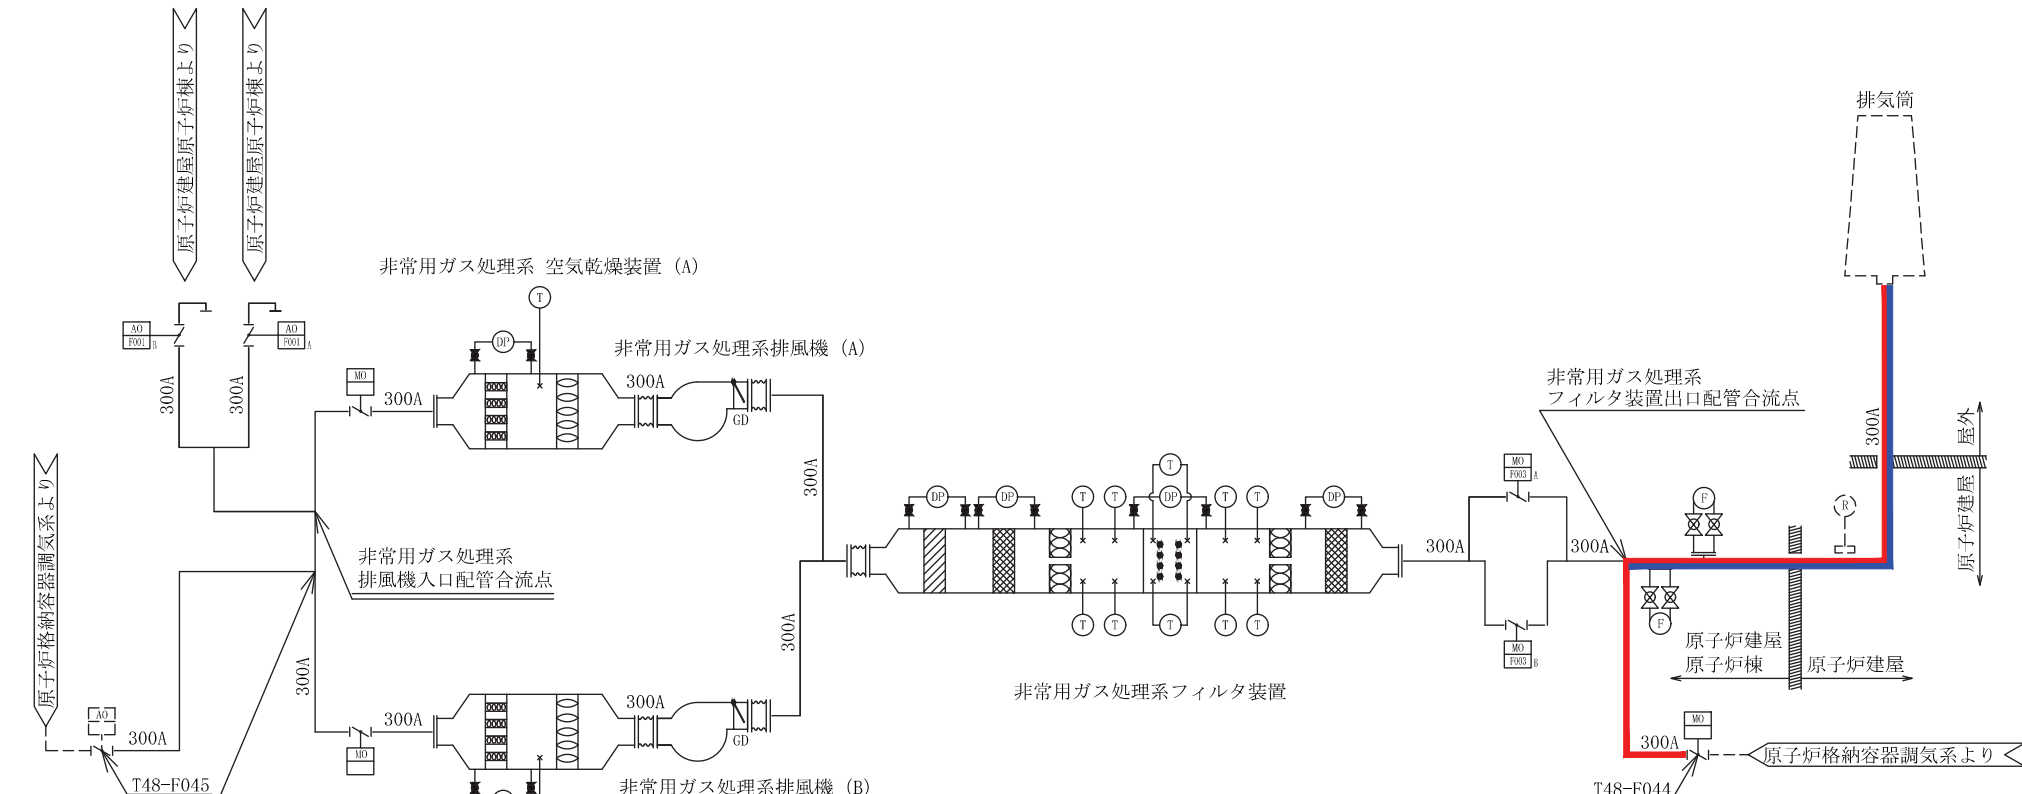 原子炉建屋原子炉棟より
原子炉建屋原子炉棟より
排気筒
非常用ガス処理系 空気乾燥装置 (A)
T
AO
F001
B
AO
F001
A
DP
非常用ガス処理系排風機 (A)
300A
300A
MO
300A
300A
GD
非常用ガス処理系
フィルタ装置出口配管合流点
300A
屋外
原子炉建屋
原子炉格納容器調気系より
300A
T
MO
F003
A
DP
DP
T
T
DP
T
T
DP
F
R
非常用ガス処理系
排風機入口配管合流点
300A
300A
300A
T
T
T
T
T
MO
F003
B
F
原子炉建屋
原子炉棟
原子炉建屋
300A
非常用ガス処理系フィルタ装置
AO
300A
300A
300A
MO
GD
MO
300A
原子炉格納容器調気系より
T48-F045
非常用ガス処理系排風機 (B)
T48-F044